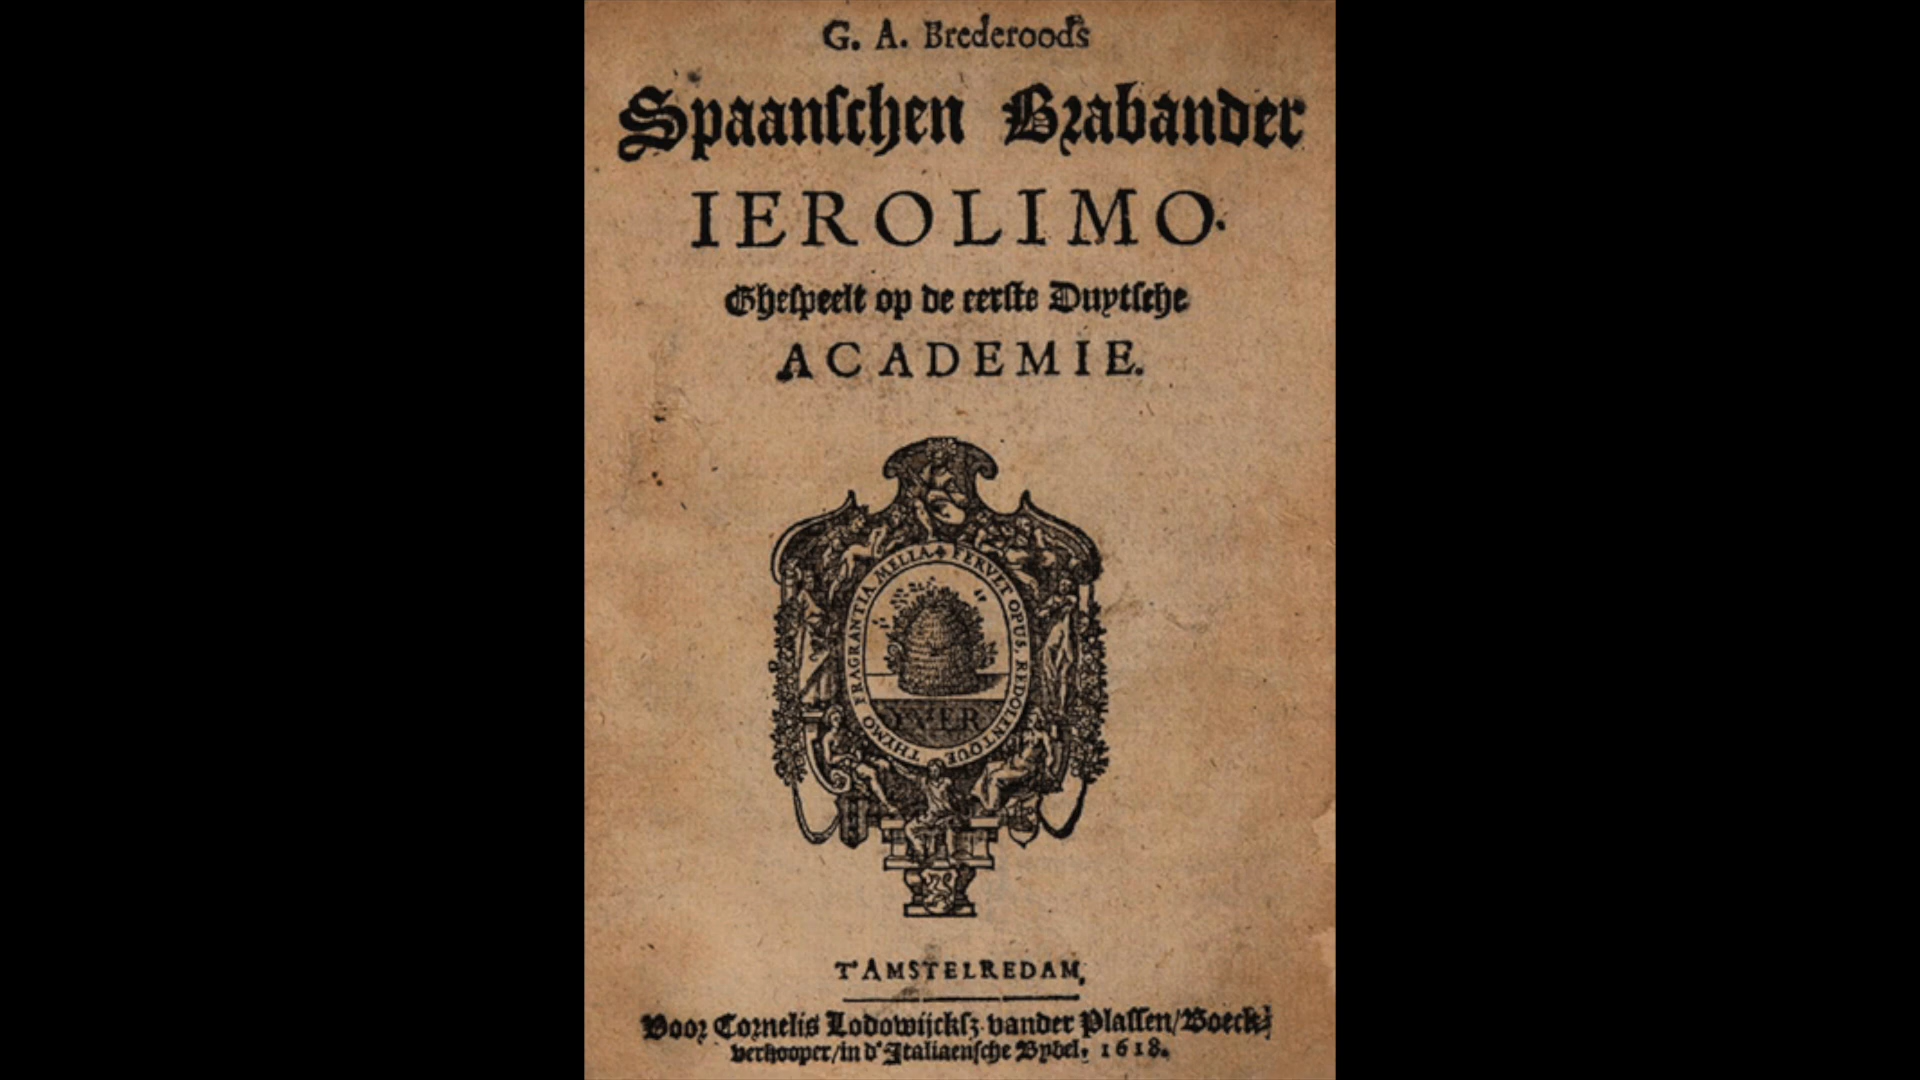 G. A. Brederoods
Spaanſchen Brabander
IEROLIMO.
Gheſpeelt op de eerſte Duytſche
ACADEMIE.
FERVET OPUS, REDOLENTQUE THYMO FRAGRANTIA MELLA
YVER
T'AMSTELREDAM,
Voor Cornelis Lodowijckſz. vander Plaſſen/Boeck-
verkooper/in d'Italiaenſche Bybel. 1618.